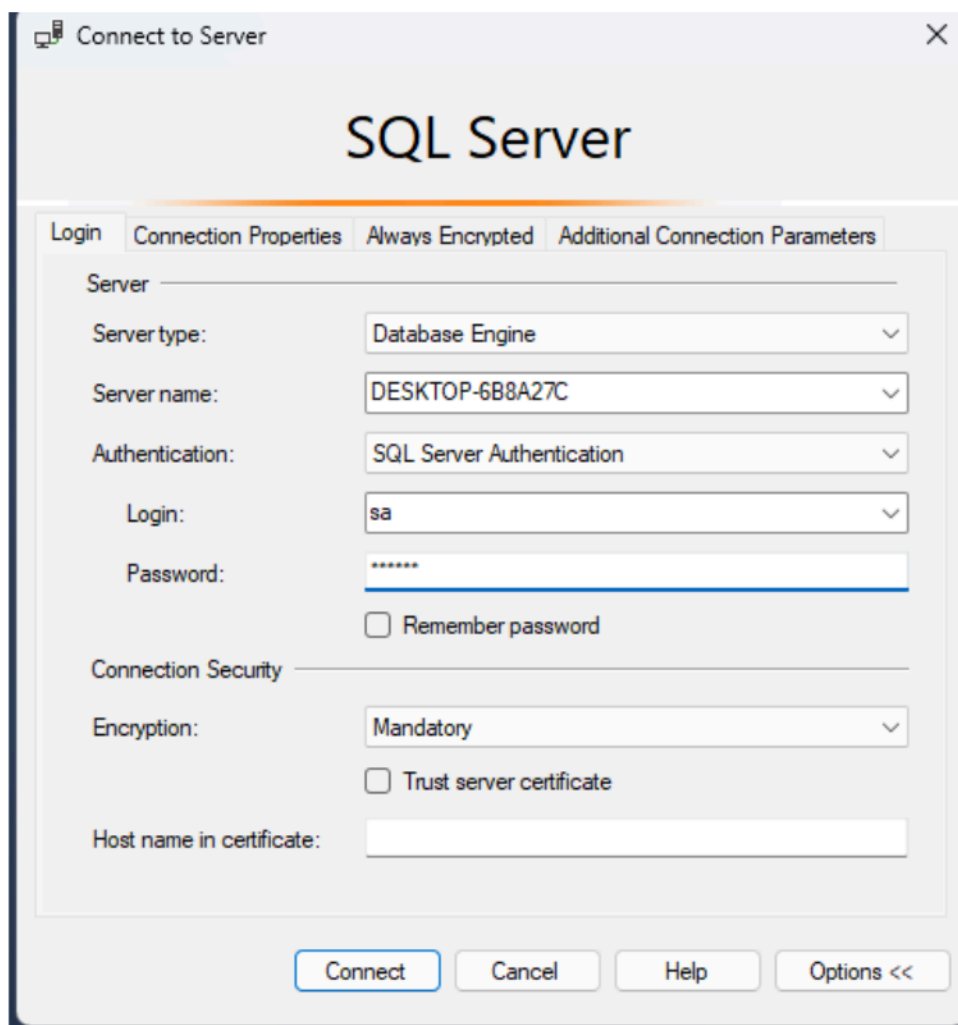 Connect to Server
SQL Server
Login Connection Properties Always Encrypted Additional Connection Parameters
Server
Server type: Database Engine
Server name: DESKTOP-6B8A27C
Authentication: SQL Server Authentication
Login: sa
Password: ******
Remember password
Connection Security
Encryption: Mandatory
Trust server certificate
Host name in certificate:
Connect Cancel Help Options <<